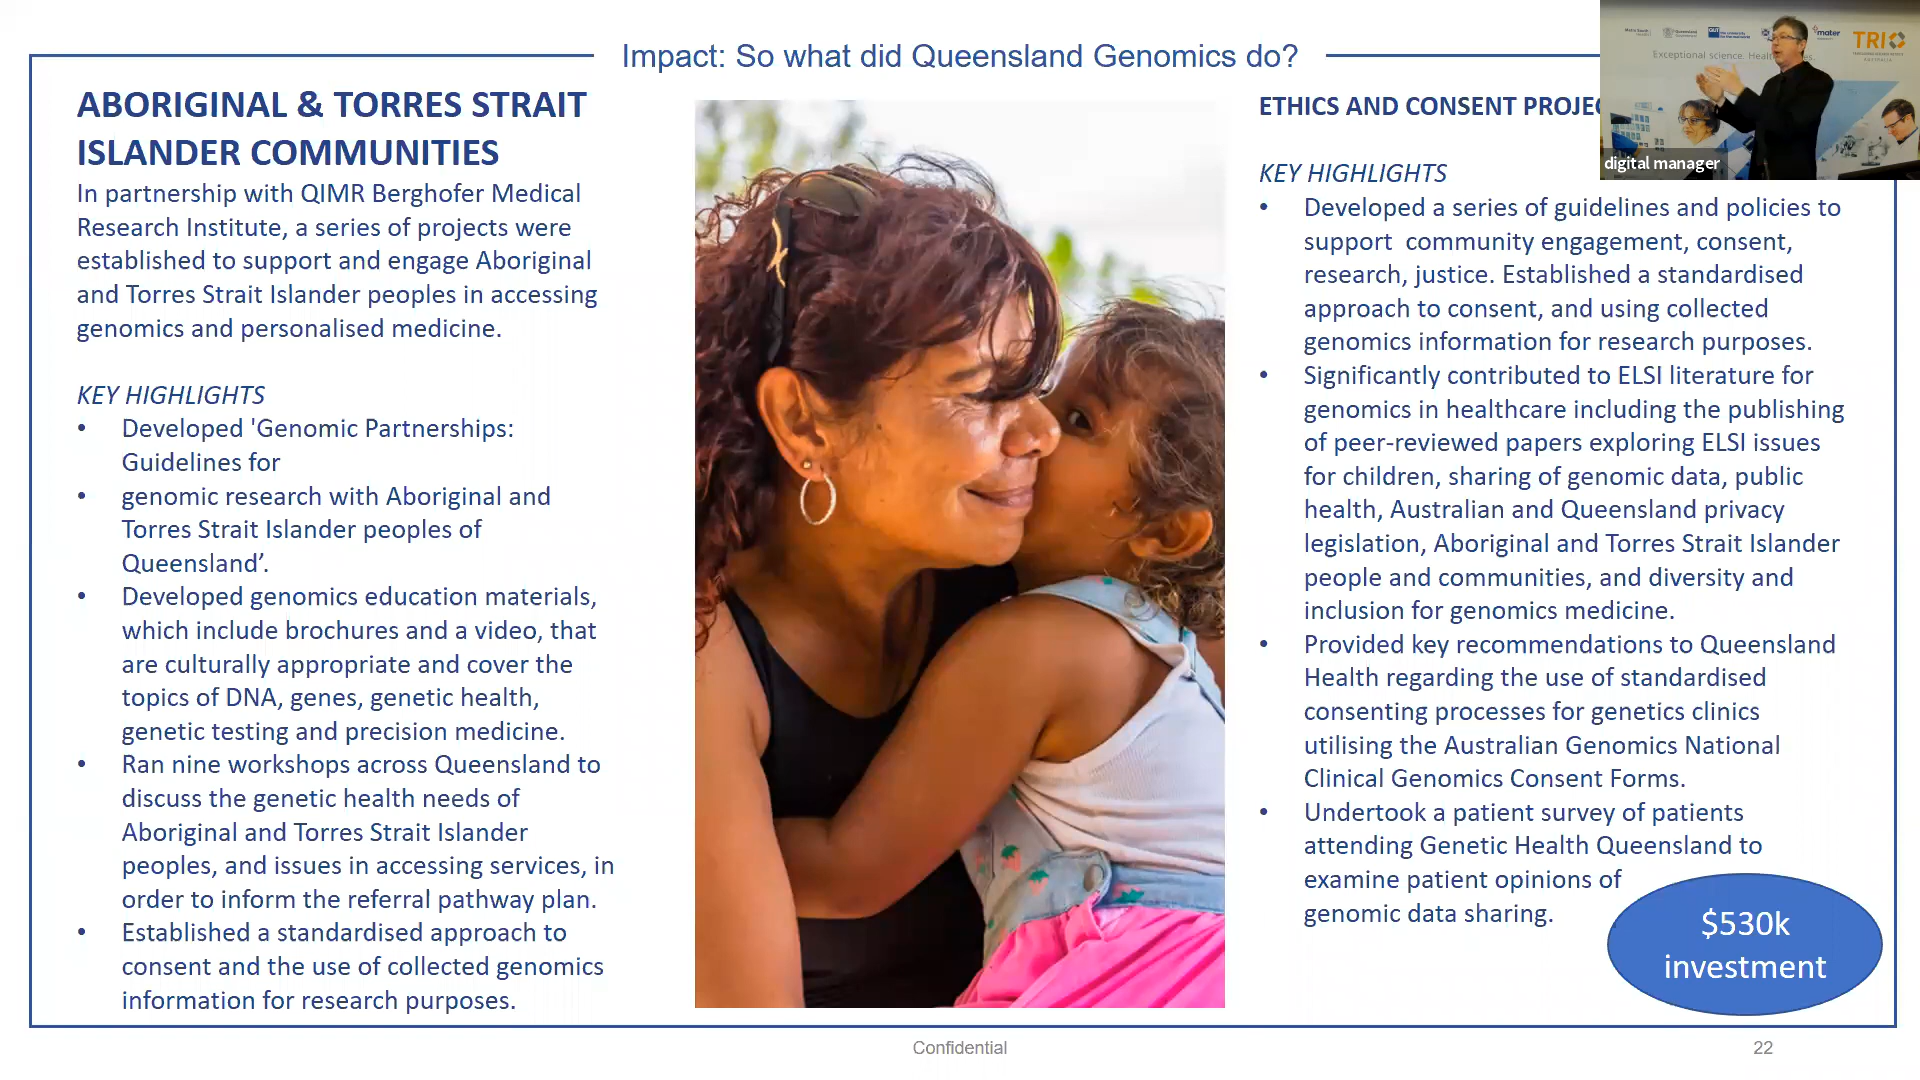 Impact: So what did Queensland Genomics do?
ABORIGINAL & TORRES STRAIT
ISLANDER COMMUNITIES
In partnership with QIMR Berghofer Medical
Research Institute, a series of projects were
established to support and engage Aboriginal
and Torres Strait Islander peoples in accessing
genomics and personalised medicine.
KEY HIGHLIGHTS
• Developed 'Genomic Partnerships:
Guidelines for
• genomic research with Aboriginal and
Torres Strait Islander peoples of
Queensland’.
• Developed genomics education materials,
which include brochures and a video, that
are culturally appropriate and cover the
topics of DNA, genes, genetic health,
genetic testing and precision medicine.
• Ran nine workshops across Queensland to
discuss the genetic health needs of
Aboriginal and Torres Strait Islander
peoples, and issues in accessing services, in
order to inform the referral pathway plan.
• Established a standardised approach to
consent and the use of collected genomics
information for research purposes.
ETHICS AND CONSENT PROJEC
KEY HIGHLIGHTS
• Developed a series of guidelines and policies to
support  community engagement, consent,
research, justice. Established a standardised
approach to consent, and using collected
genomics information for research purposes.
• Significantly contributed to ELSI literature for
genomics in healthcare including the publishing
of peer-reviewed papers exploring ELSI issues
for children, sharing of genomic data, public
health, Australian and Queensland privacy
legislation, Aboriginal and Torres Strait Islander
people and communities, and diversity and
inclusion for genomics medicine.
• Provided key recommendations to Queensland
Health regarding the use of standardised
consenting processes for genetics clinics
utilising the Australian Genomics National
Clinical Genomics Consent Forms.
• Undertook a patient survey of patients
attending Genetic Health Queensland to
examine patient opinions of
genomic data sharing.
$530k
investment
Confidential
22
mater
TRI
Exceptional science.
digital manager